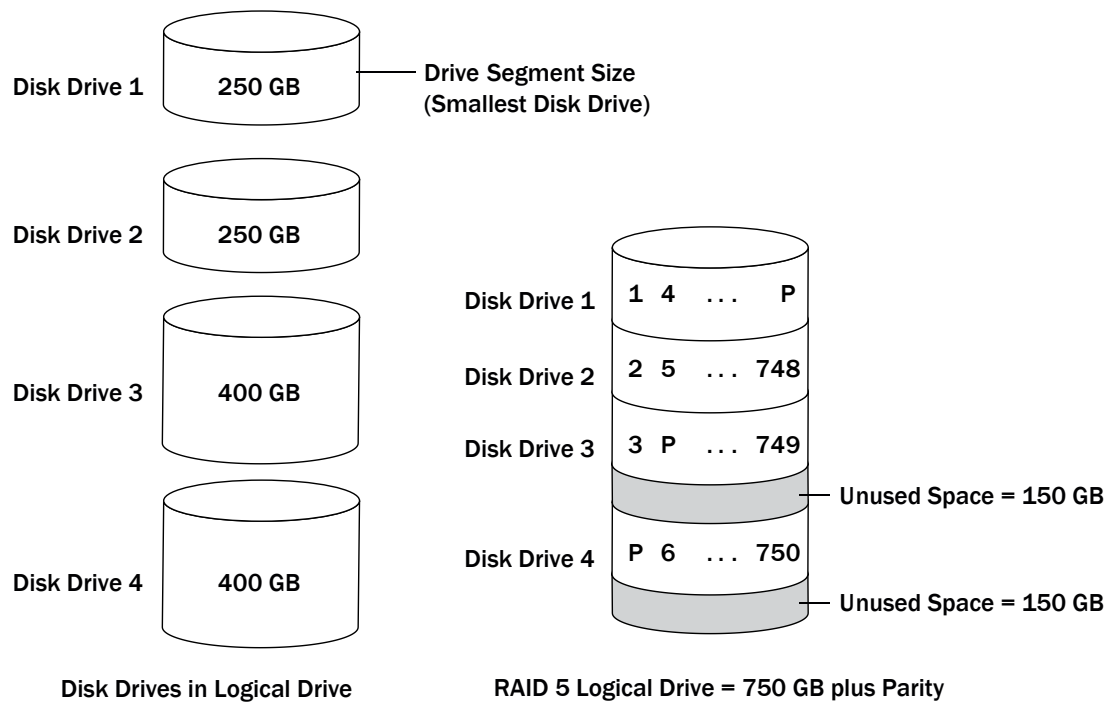 Disk Drive 1
250 GB
Drive Segment Size
(Smallest Disk Drive)
Disk Drive 2
250 GB
Disk Drive 3
400 GB
Disk Drive 4
400 GB
Disk Drives in Logical Drive
Disk Drive 1
1 4 ... P
Disk Drive 2
2 5 ... 748
Disk Drive 3
3 P ... 749
Unused Space = 150 GB
Disk Drive 4
P 6 ... 750
Unused Space = 150 GB
RAID 5 Logical Drive = 750 GB plus Parity